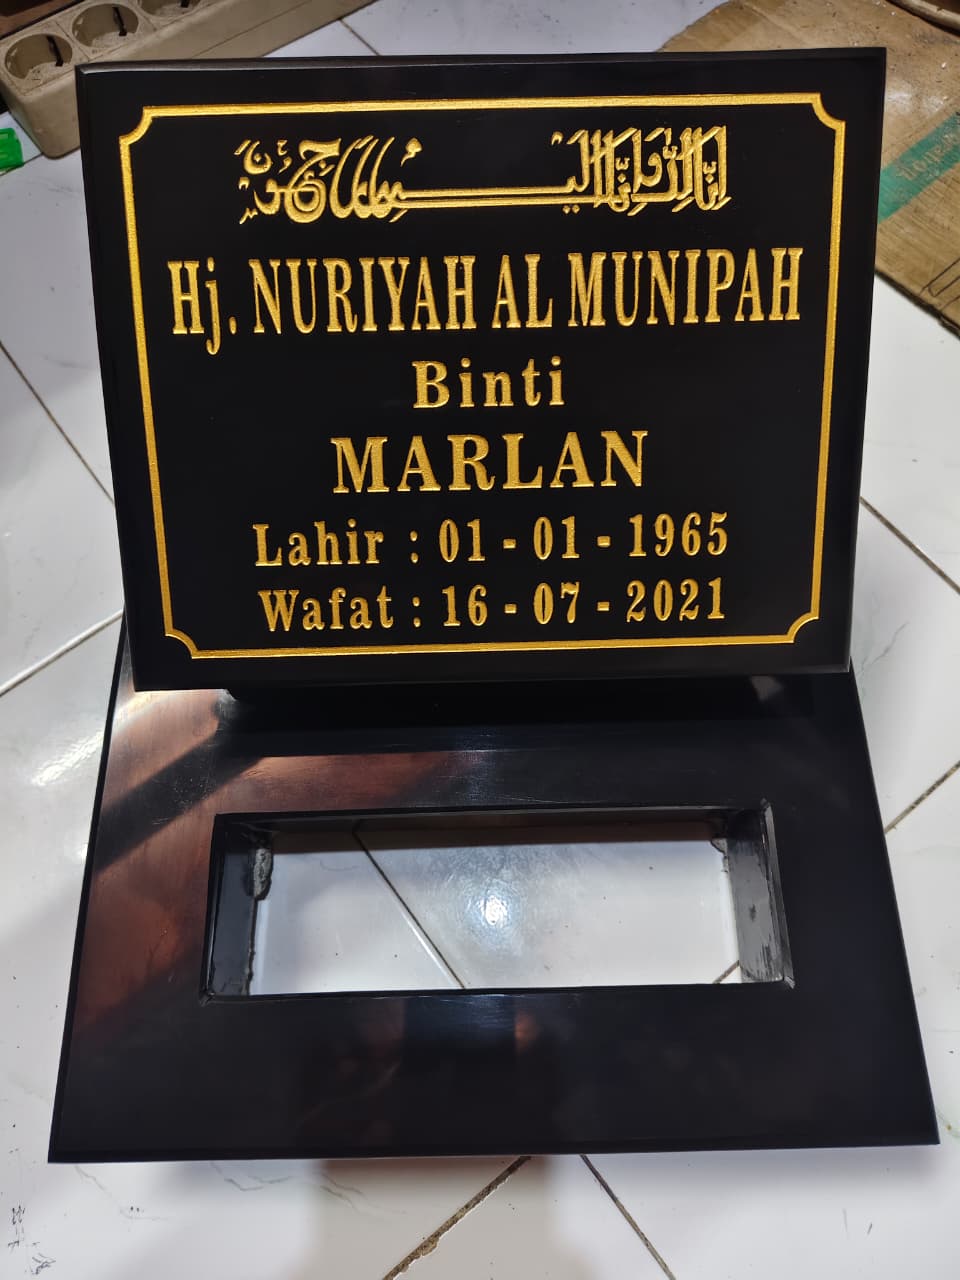 إنا لله وإنا إليه راجعون
Hj. NURIYAH AL MUNIPAH
Binti
MARLAN
Lahir : 01 - 01 - 1965
Wafat : 16 - 07 - 2021